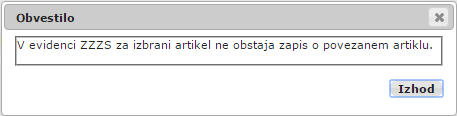 Obvestilo
V evidenci ZZZS za izbrani artikel ne obstaja zapis o povezanem artiklu.
Izhod